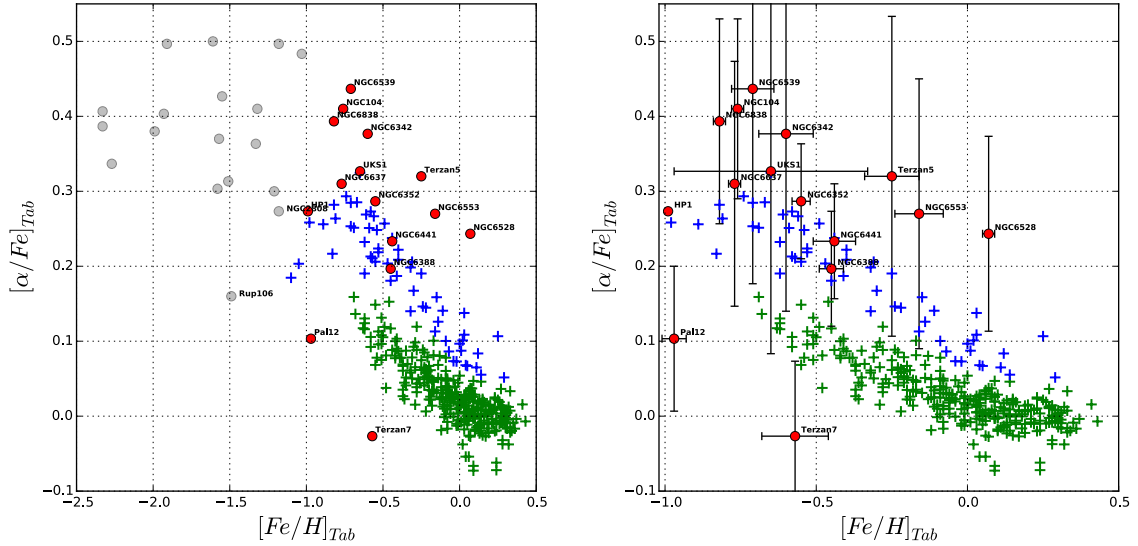 0.5
0.4
0.3
0.2
0.1
0.0
−0.1
[α/Fe]_Tab
NGC6539
NGC104
NGC6838
NGC6342
UKS1
Terzan5
NGC6637
NGC6352
HP1
NGC6553
NGC6528
NGC6441
NGC6388
Rup106
Pal12
Terzan7
−2.5 −2.0 −1.5 −1.0 −0.5 0.0 0.5
[Fe/H]_Tab
0.5
0.4
0.3
0.2
0.1
0.0
−0.1
[α/Fe]_Tab
NGC6539
NGC104
NGC6838
NGC6342
UKS1
Terzan5
NGC6637
NGC6352
HP1
NGC6553
NGC6528
NGC6441
NGC6388
Pal12
Terzan7
−1.0 −0.5 0.0 0.5
[Fe/H]_Tab